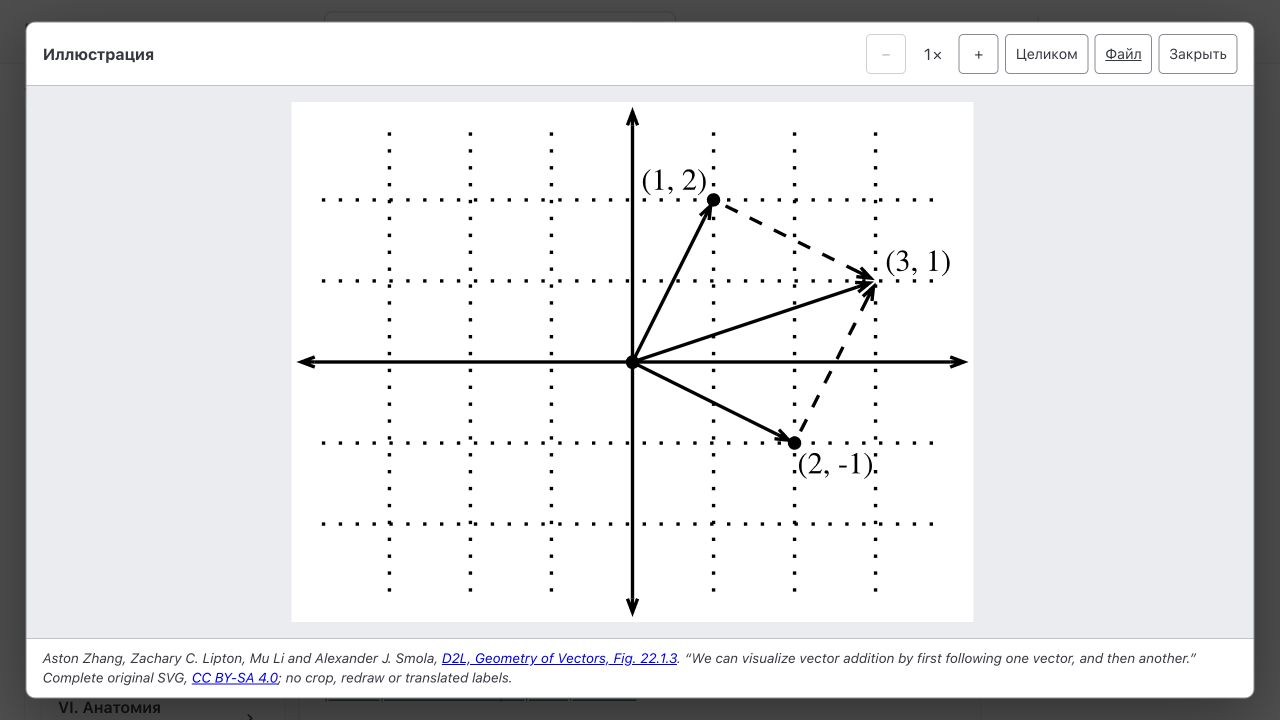 Иллюстрация
− 1× + Целиком Файл Закрыть
(1, 2)
(3, 1)
(2, -1)
Aston Zhang, Zachary C. Lipton, Mu Li and Alexander J. Smola, D2L, Geometry of Vectors, Fig. 22.1.3. “We can visualize vector addition by first following one vector, and then another.”
Complete original SVG, CC BY-SA 4.0; no crop, redraw or translated labels.
VI. Анатомия